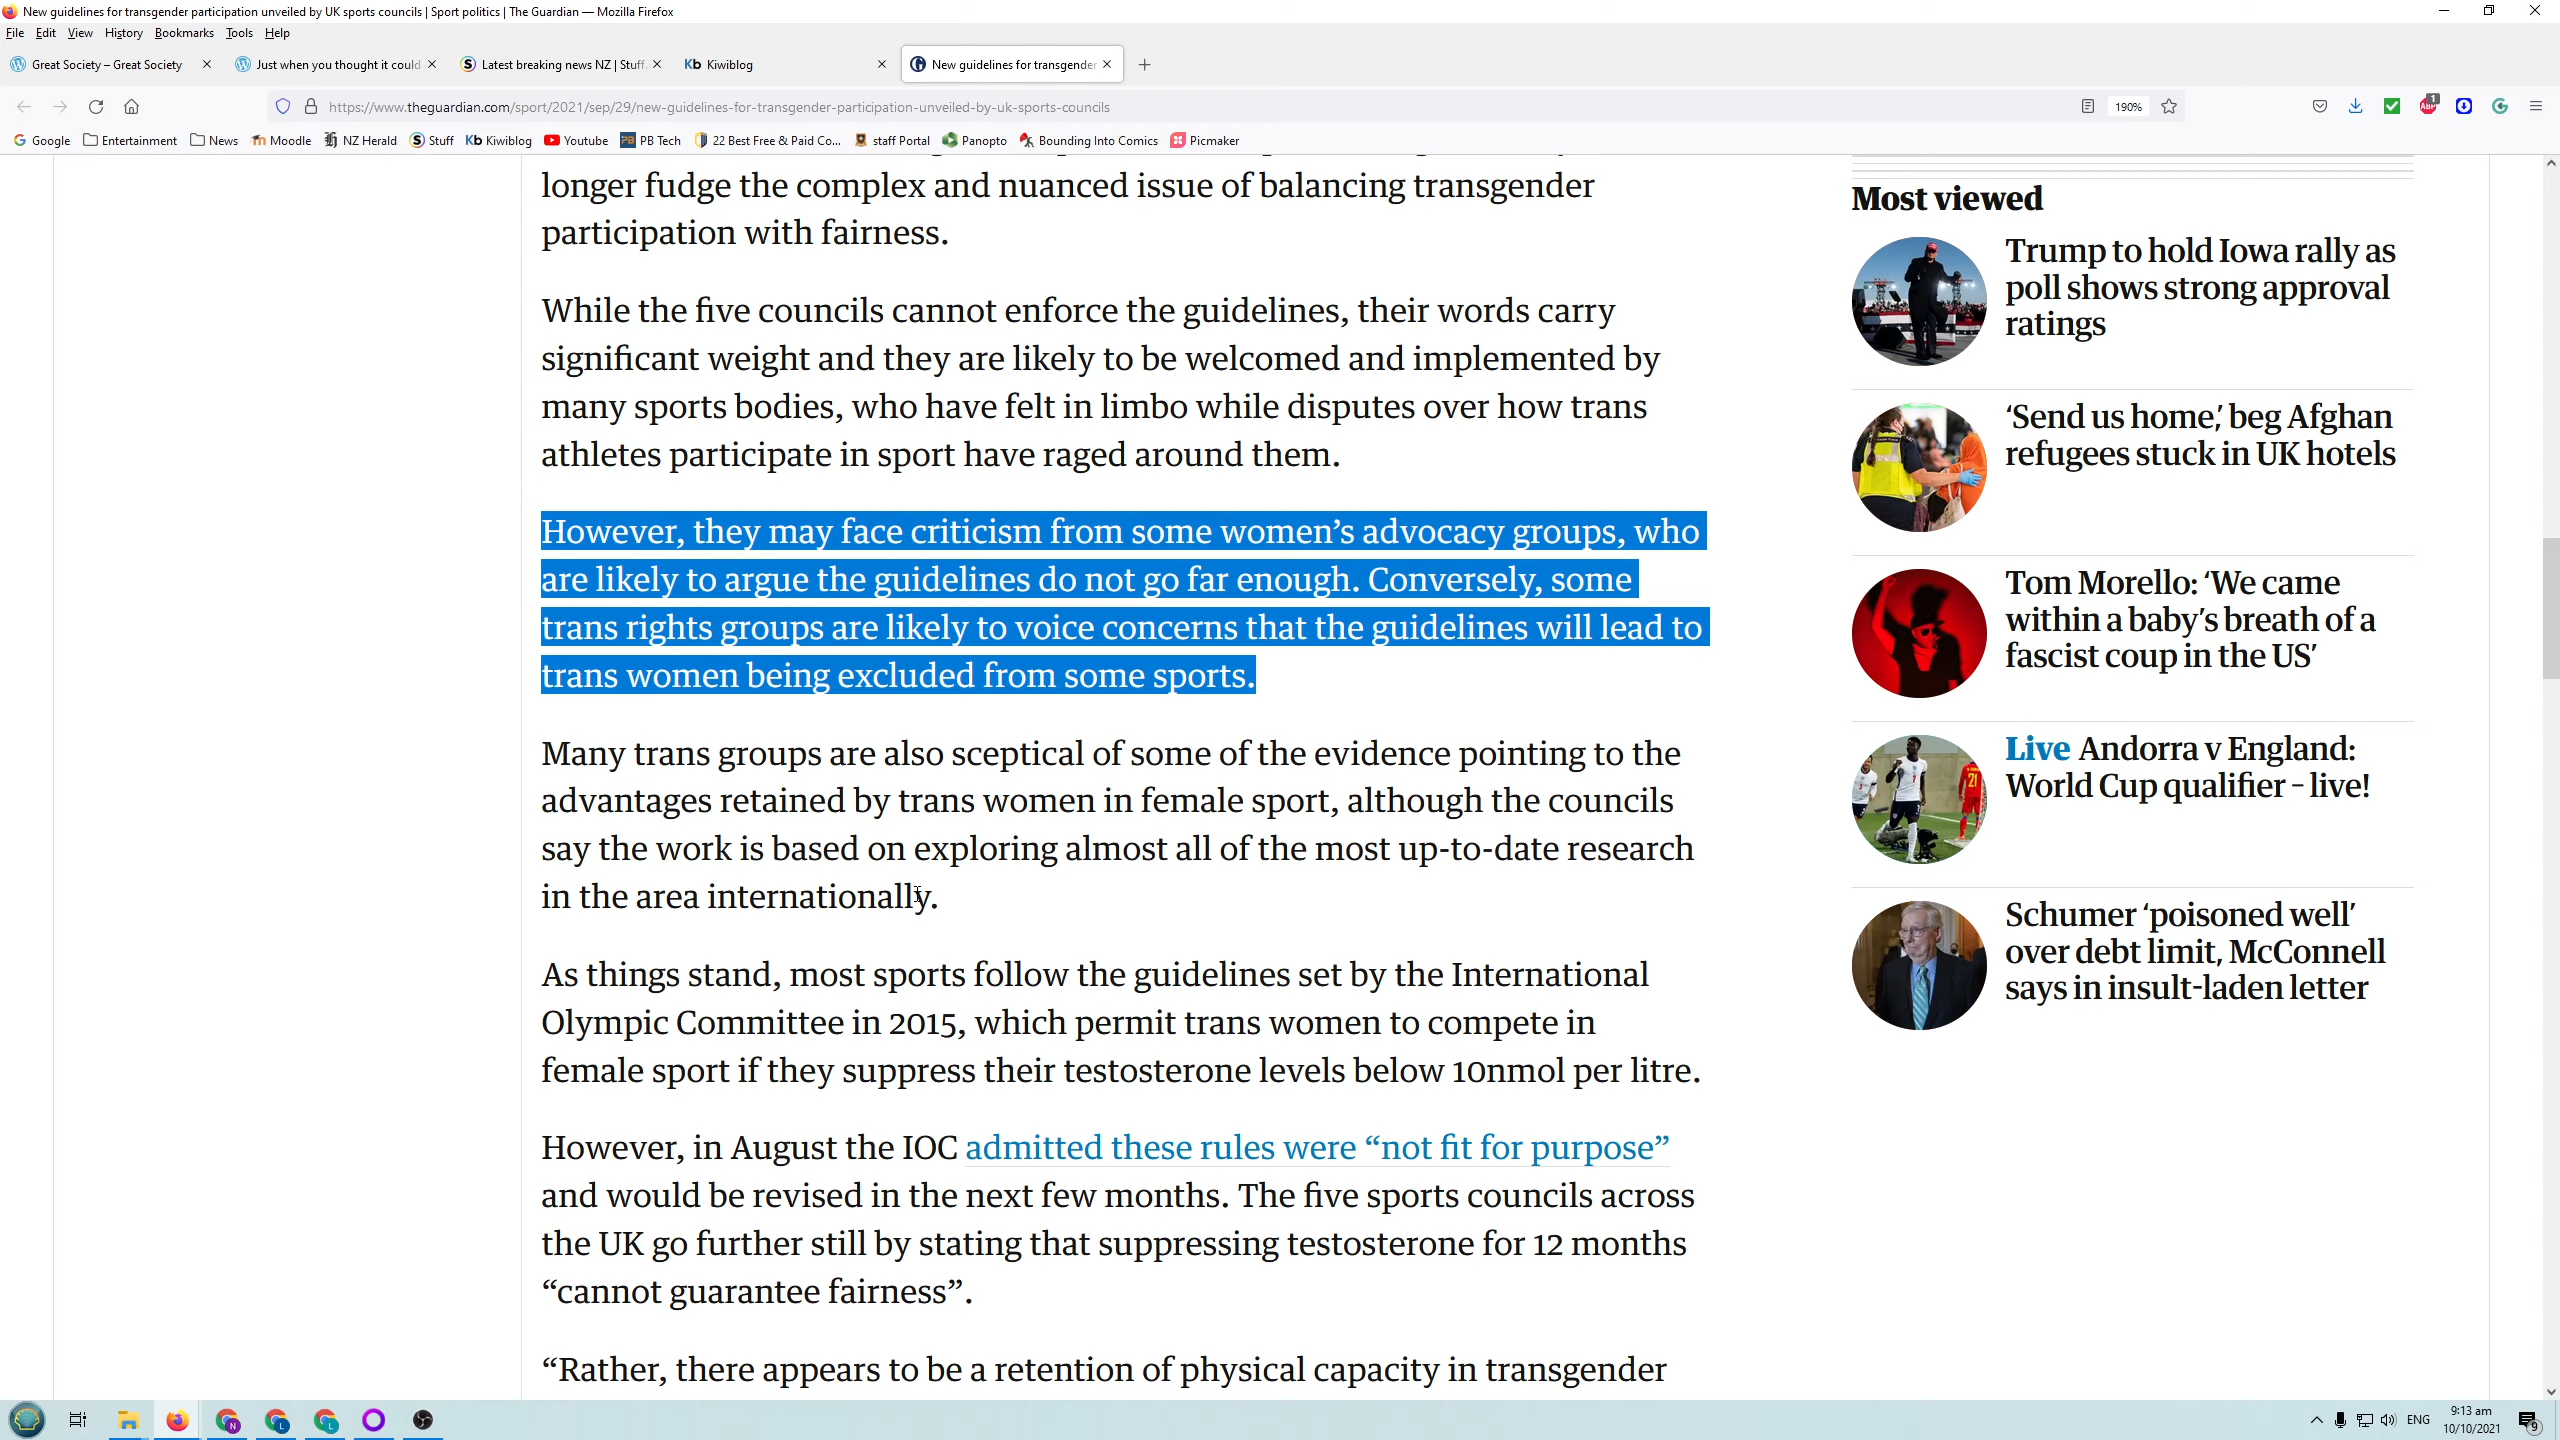 New guidelines for transgender participation unveiled by UK sports councils | Sport politics | The Guardian — Mozilla Firefox
File Edit View History Bookmarks Tools Help
Great Society – Great Society
Just when you thought it could
Latest breaking news NZ | Stuff.
Kb Kiwiblog
New guidelines for transgender
https://www.theguardian.com/sport/2021/sep/29/new-guidelines-for-transgender-participation-unveiled-by-uk-sports-councils
190%
ABP 1
Google Entertainment News Moodle NZ Herald Stuff Kb Kiwiblog Youtube PB Tech 22 Best Free & Paid Co... staff Portal Panopto Bounding Into Comics Picmaker
longer fudge the complex and nuanced issue of balancing transgender
participation with fairness.
While the five councils cannot enforce the guidelines, their words carry
significant weight and they are likely to be welcomed and implemented by
many sports bodies, who have felt in limbo while disputes over how trans
athletes participate in sport have raged around them.
However, they may face criticism from some women’s advocacy groups, who
are likely to argue the guidelines do not go far enough. Conversely, some
trans rights groups are likely to voice concerns that the guidelines will lead to
trans women being excluded from some sports.
Many trans groups are also sceptical of some of the evidence pointing to the
advantages retained by trans women in female sport, although the councils
say the work is based on exploring almost all of the most up-to-date research
in the area internationally.
As things stand, most sports follow the guidelines set by the International
Olympic Committee in 2015, which permit trans women to compete in
female sport if they suppress their testosterone levels below 10nmol per litre.
However, in August the IOC admitted these rules were “not fit for purpose”
and would be revised in the next few months. The five sports councils across
the UK go further still by stating that suppressing testosterone for 12 months
“cannot guarantee fairness”.
“Rather, there appears to be a retention of physical capacity in transgender
Most viewed
Trump to hold Iowa rally as
poll shows strong approval
ratings
‘Send us home,’ beg Afghan
refugees stuck in UK hotels
Tom Morello: ‘We came
within a baby’s breath of a
fascist coup in the US’
Live Andorra v England:
World Cup qualifier – live!
Schumer ‘poisoned well’
over debt limit, McConnell
says in insult-laden letter
ENG
9:13 am
10/10/2021
9